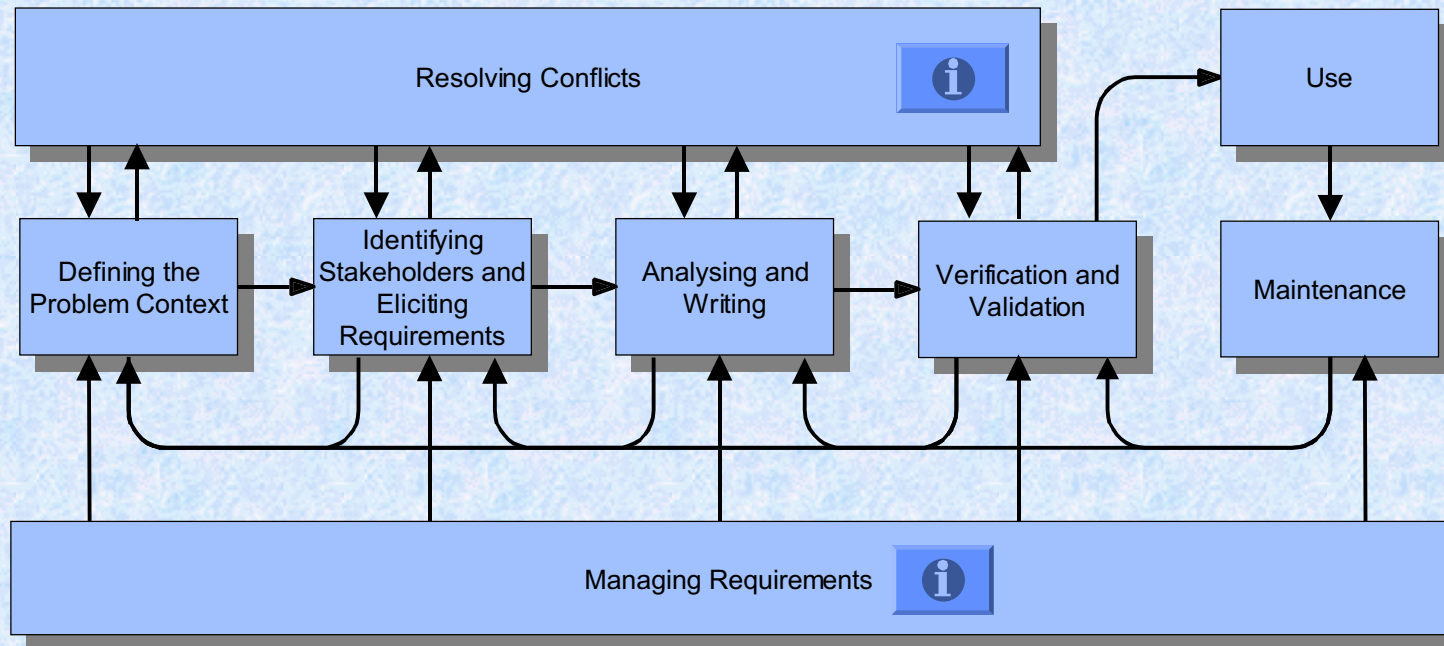 Resolving Conflicts
i
Use
Defining the
Problem Context
Identifying
Stakeholders and
Eliciting
Requirements
Analysing and
Writing
Verification and
Validation
Maintenance
Managing Requirements
i